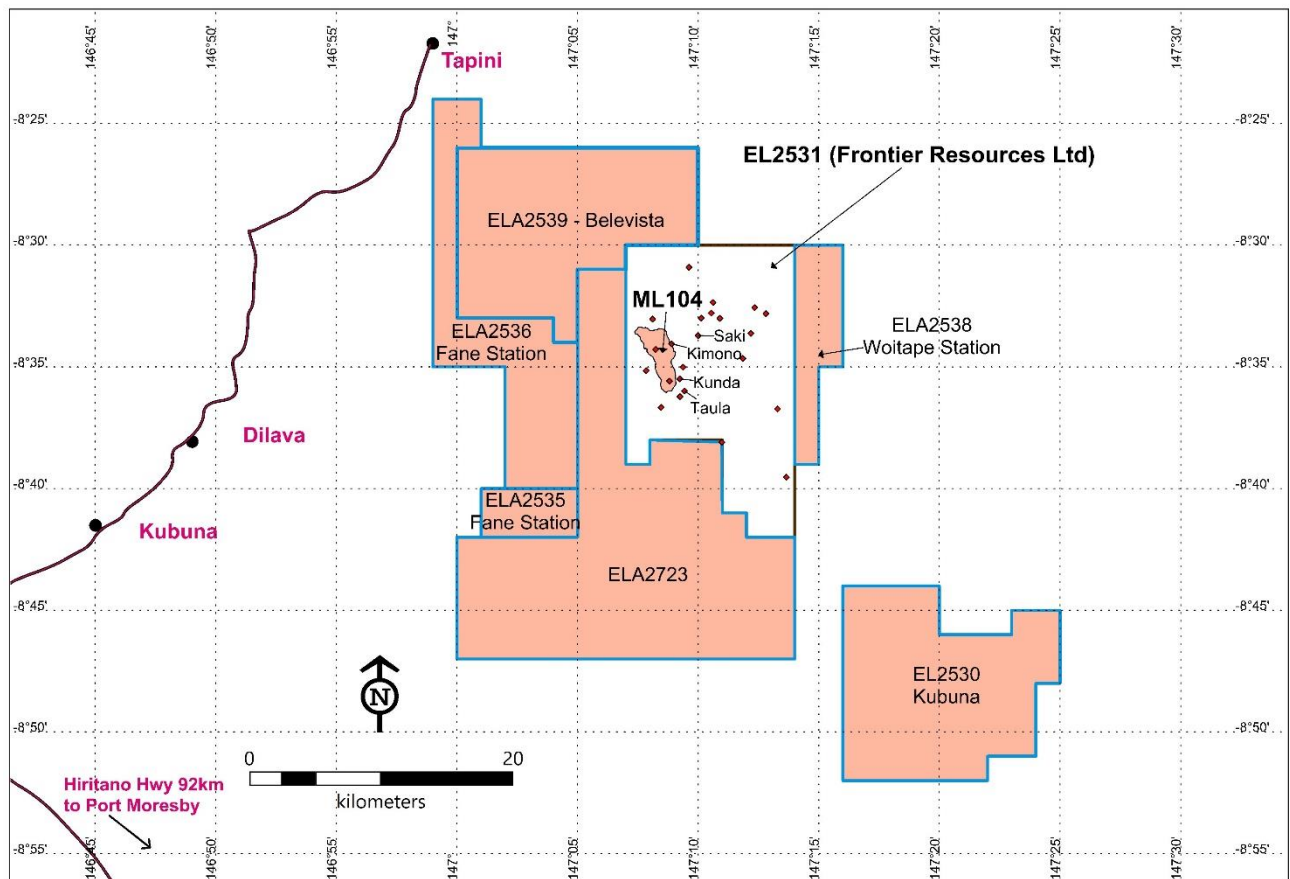 146°45'
146°50'
146°55'
147°
147°05'
147°10'
147°15'
147°20'
147°25'
147°30'
Tapini
-8°25'
-8°25'
EL2531 (Frontier Resources Ltd)
ELA2539 - Belevista
-8°30'
-8°30'
ML104
ELA2536
Fane Station
Saki
Kimono
ELA2538
Woitape Station
-8°35'
-8°35'
Kunda
Taula
Dilava
-8°40'
-8°40'
ELA2535
Fane Station
Kubuna
ELA2723
-8°45'
-8°45'
EL2530
Kubuna
N
-8°50'
-8°50'
0
20
kilometers
Hiritano Hwy 92km
to Port Moresby
-8°55'
-8°55'
146°45'
146°50'
146°55'
147°
147°05'
147°10'
147°15'
147°20'
147°25'
147°30'